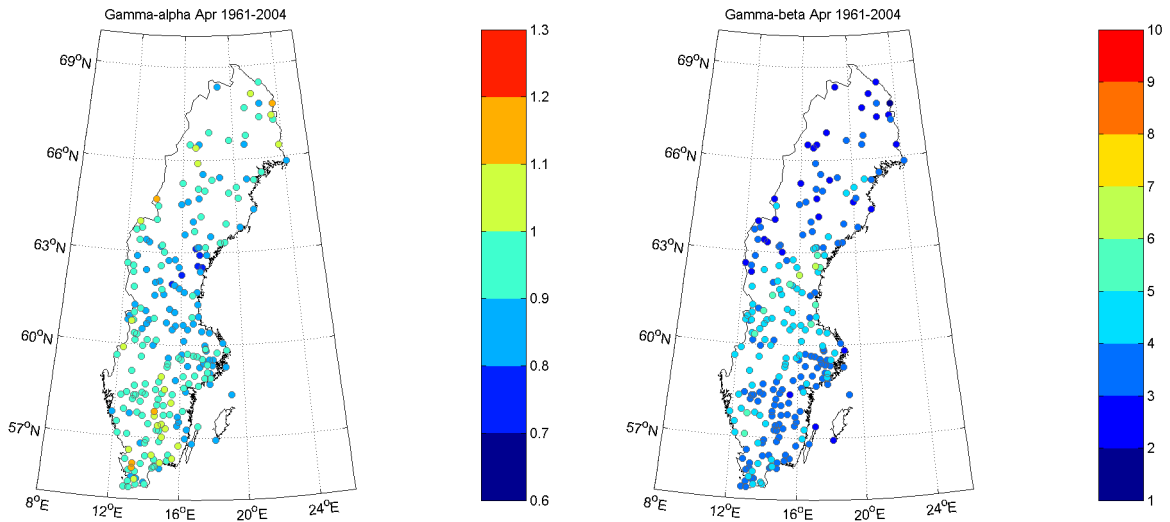 Gamma-alpha Apr 1961-2004
69°N
66°N
63°N
60°N
57°N
8°E
12°E
16°E
20°E
24°E
1.3
1.2
1.1
1
0.9
0.8
0.7
0.6
Gamma-beta Apr 1961-2004
69°N
66°N
63°N
60°N
57°N
8°E
12°E
16°E
20°E
24°E
10
9
8
7
6
5
4
3
2
1